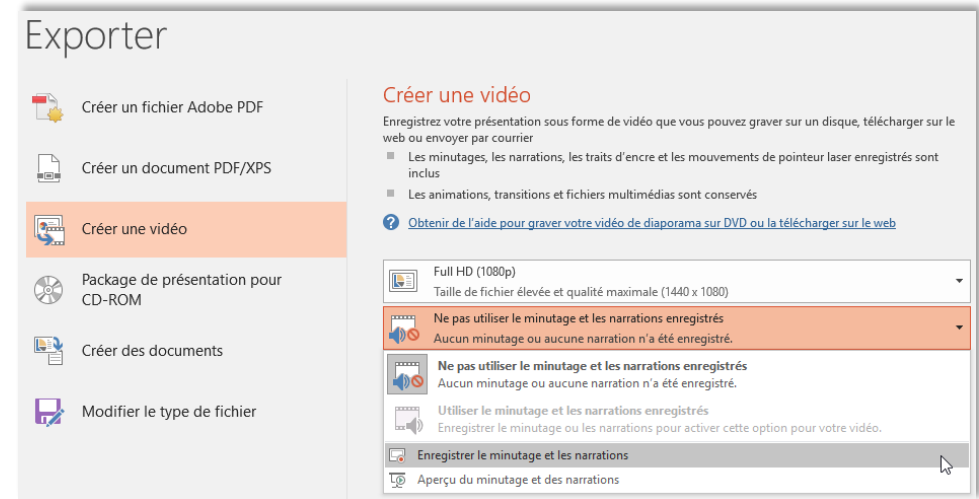 Exporter
Créer un fichier Adobe PDF
Créer un document PDF/XPS
Créer une vidéo
Package de présentation pour
CD-ROM
Créer des documents
Modifier le type de fichier
Créer une vidéo
Enregistrez votre présentation sous forme de vidéo que vous pouvez graver sur un disque, télécharger sur le
web ou envoyer par courrier
Les minutages, les narrations, les traits d'encre et les mouvements de pointeur laser enregistrés sont
inclus
Les animations, transitions et fichiers multimédias sont conservés
Obtenir de l'aide pour graver votre vidéo de diaporama sur DVD ou la télécharger sur le web
Full HD (1080p)
Taille de fichier élevée et qualité maximale (1440 x 1080)
Ne pas utiliser le minutage et les narrations enregistrés
Aucun minutage ou aucune narration n'a été enregistré.
Ne pas utiliser le minutage et les narrations enregistrés
Aucun minutage ou aucune narration n'a été enregistré.
Utiliser le minutage et les narrations enregistrés
Enregistrer le minutage ou les narrations pour activer cette option pour votre vidéo.
Enregistrer le minutage et les narrations
Aperçu du minutage et des narrations